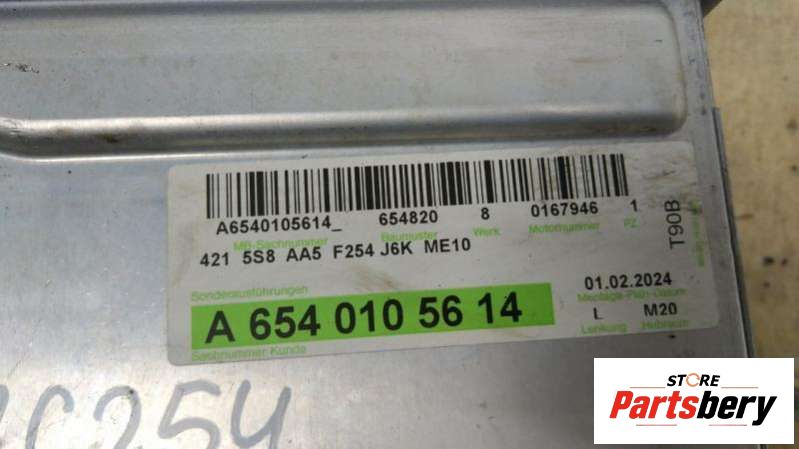 A6540105614_ 654820 8 0167946 1
MB-Sachnummer Baumuster Werk Motornummer PZ
421 5S8 AA5 F254 J6K ME10
T90B
Sonderausführungen
01.02.2024
Montage-Plan-Datum
A 654 010 56 14
L M20
Lenkung Hubraum
Sachnummer Kunde
C254
STORE
Partsbery